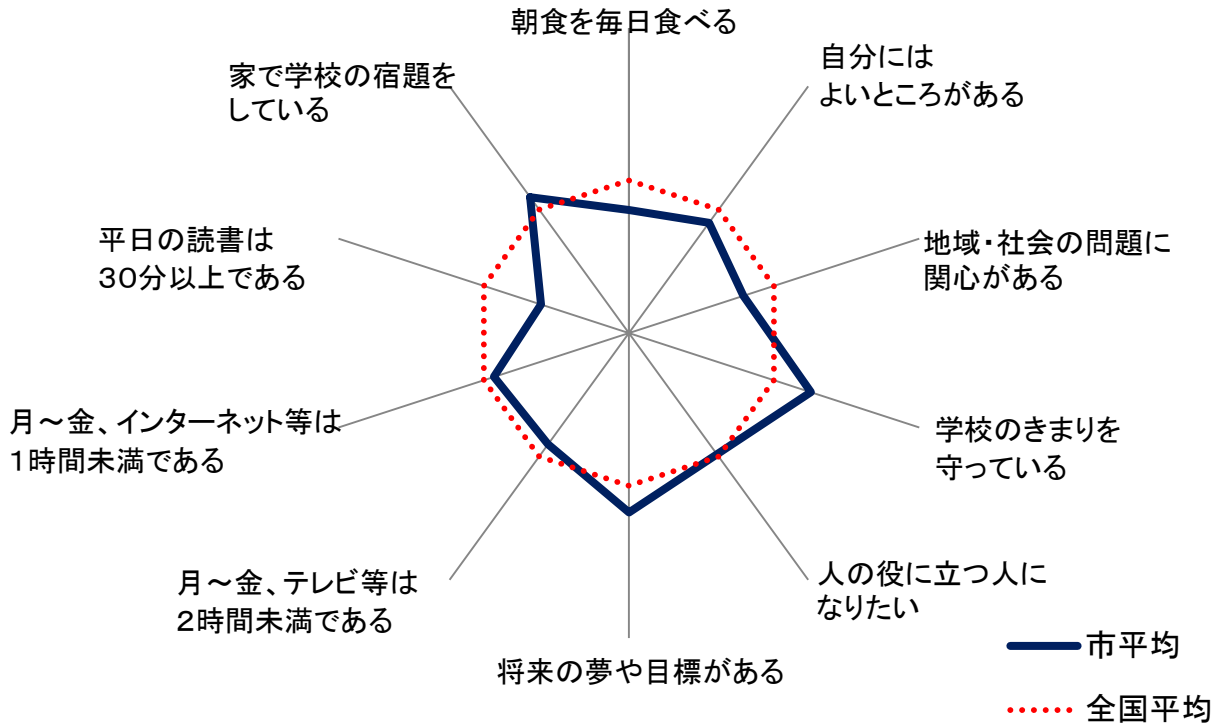 朝食を毎日食べる
自分には
よいところがある
地域・社会の問題に
関心がある
学校のきまりを
守っている
人の役に立つ人に
なりたい
将来の夢や目標がある
月～金、テレビ等は
２時間未満である
月～金、インターネット等は
１時間未満である
平日の読書は
３０分以上である
家で学校の宿題を
している
市平均
全国平均